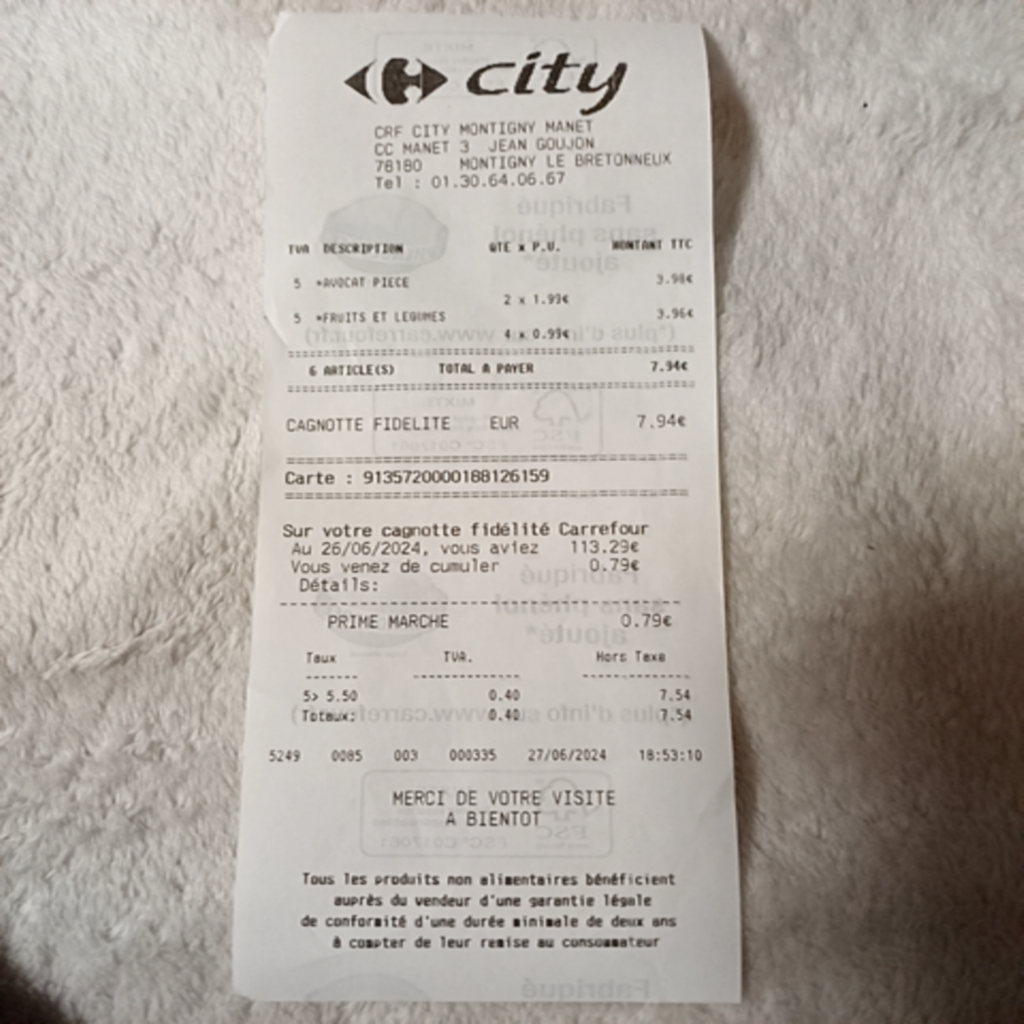 city
CRF CITY MONTIGNY MANET
CC MANET 3 JEAN GOUJON
78180 MONTIGNY LE BRETONNEUX
Tel : 01.30.64.06.67
TVA DESCRIPTION QTE x P.U. MONTANT TTC
5 *AVOCAT PIECE 3.98€
2 x 1.99€
5 *FRUITS ET LEGUMES 3.96€
4 x 0.99€
6 ARTICLE(S) TOTAL A PAYER 7.94€
CAGNOTTE FIDELITE EUR 7.94€
Carte : 9135720000188126159
Sur votre cagnotte fidélité Carrefour
Au 26/06/2024, vous aviez 113.29€
Vous venez de cumuler 0.79€
Détails:
PRIME MARCHE 0.79€
Taux TVA. Hors Taxe
5> 5.50 0.40 7.54
Totaux: 0.40 7.54
5249 0085 003 000335 27/06/2024 18:53:10
MERCI DE VOTRE VISITE
A BIENTOT
Tous les produits non alimentaires bénéficient
auprès du vendeur d'une garantie légale
de conformité d'une durée minimale de deux ans
à compter de leur remise au consommateur